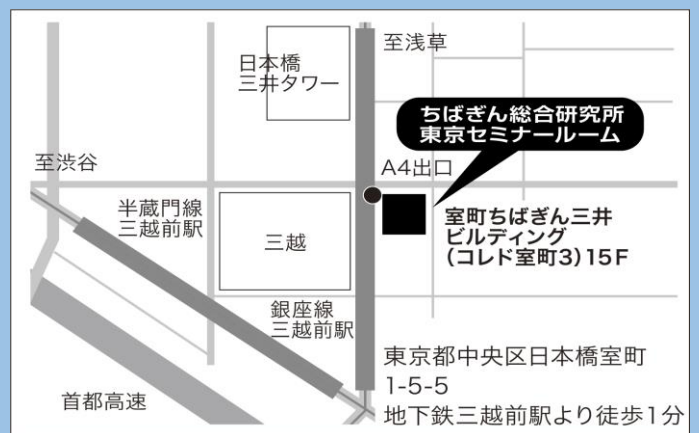 日本橋
三井タワー
至浅草
ちばぎん総合研究所
東京セミナールーム
至渋谷
A4出口
半蔵門線
三越前駅
三越
室町ちばぎん三井
ビルディング
(コレド室町3)15F
銀座線
三越前駅
東京都中央区日本橋室町
1-5-5
地下鉄三越前駅より徒歩1分
首都高速